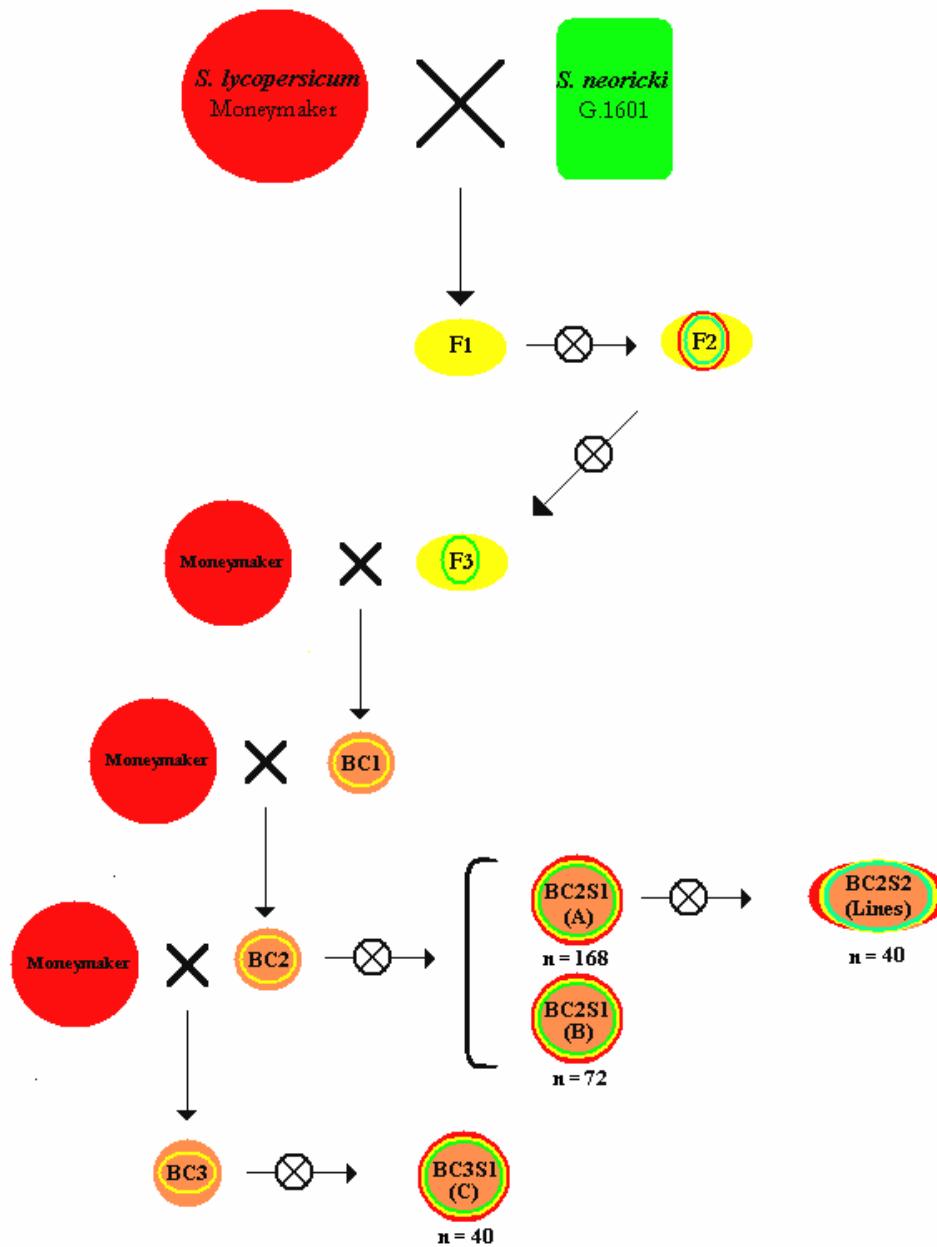 S. lycopersicum
Moneymaker
S. neoricki
G.1601
F1
F2
Moneymaker
F3
Moneymaker
BC1
BC2S1
(A)
n = 168
BC2S2
(Lines)
n = 40
Moneymaker
BC2
BC2S1
(B)
n = 72
BC3
BC3S1
(C)
n = 40